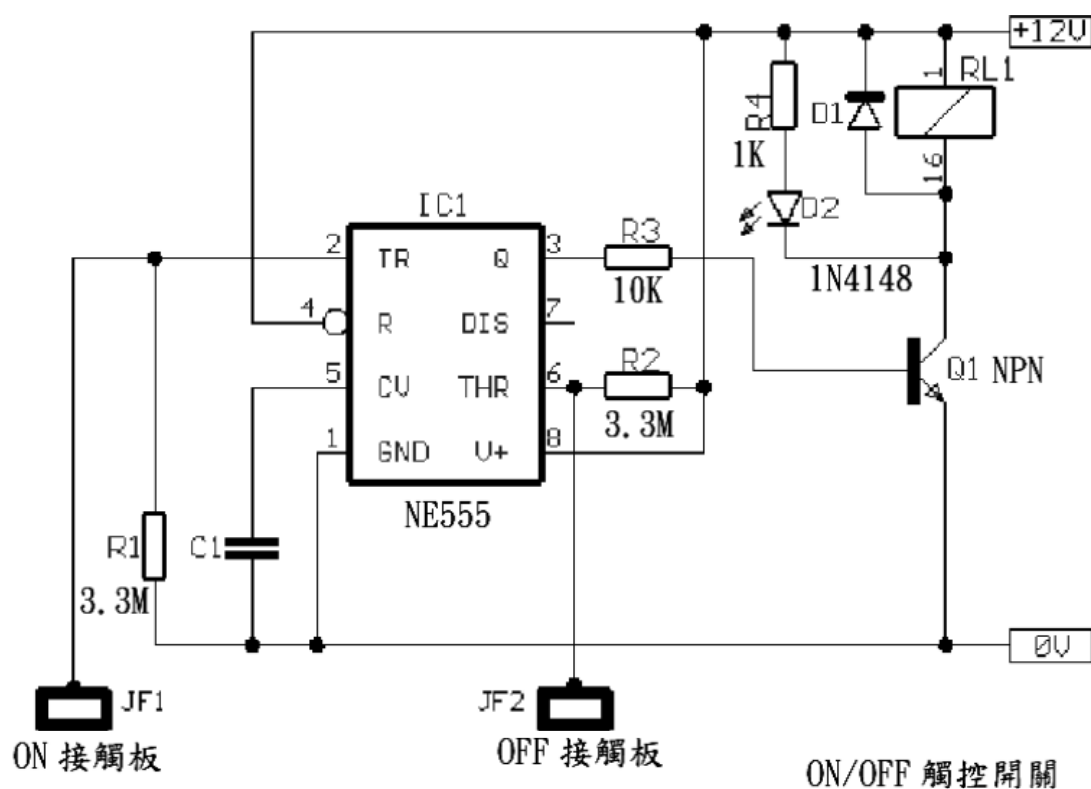 +12V
1
RL1
R4
D1
1K
16
D2
IC1
2
TR
Q
3
R3
10K
1N4148
4
R
DIS
7
5
CV
THR
6
R2
Q1 NPN
3.3M
1
GND
V+
8
NE555
R1
C1
3.3M
0V
JF1
JF2
ON 接觸板
OFF 接觸板
ON/OFF 觸控開關